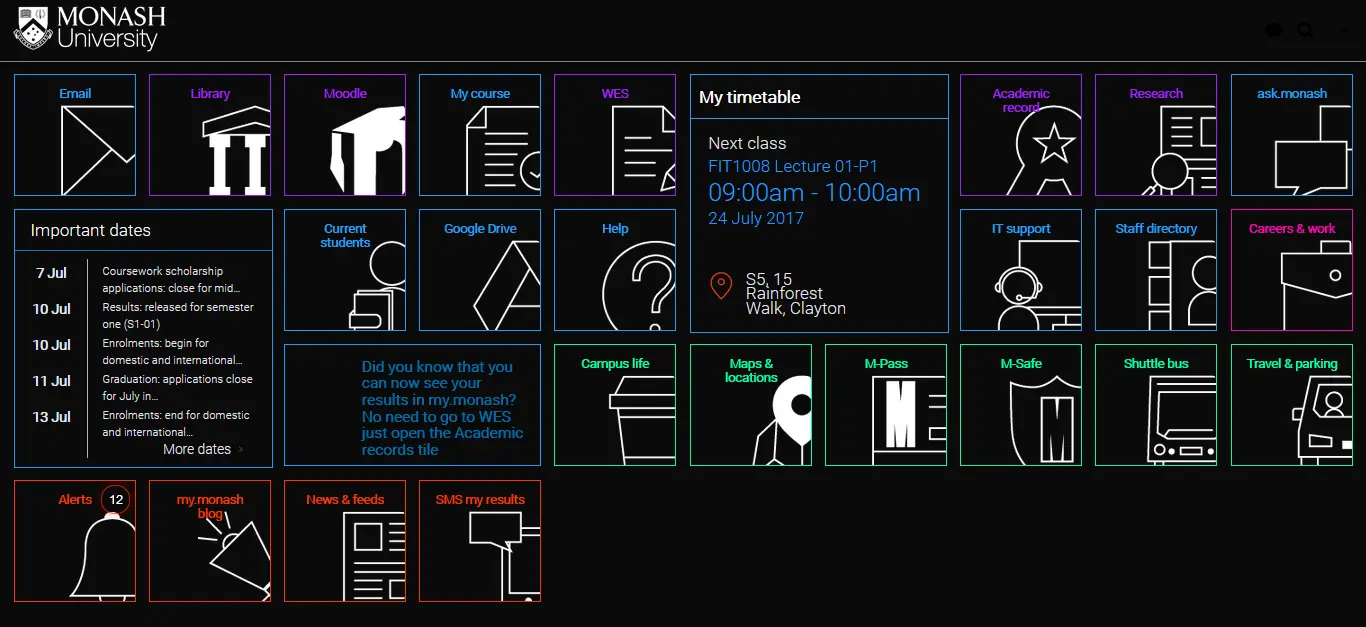 MONASH
University
Email
Library
Moodle
My course
WES
My timetable
Next class
FIT1008 Lecture 01-P1
09:00am - 10:00am
24 July 2017
S5, 15
Rainforest
Walk, Clayton
Academic
record
Research
ask.monash
Important dates
7 Jul
Coursework scholarship
applications: close for mid...
10 Jul
Results: released for semester
one (S1-01)
10 Jul
Enrolments: begin for
domestic and international...
11 Jul
Graduation: applications close
for July in...
13 Jul
Enrolments: end for domestic
and international...
More dates
Current
students
Google Drive
Help
IT support
Staff directory
Careers & work
Did you know that you
can now see your
results in my.monash?
No need to go to WES
just open the Academic
records tile
Campus life
Maps &
locations
M-Pass
M
M-Safe
M
Shuttle bus
Travel & parking
Alerts 12
my.monash
blog
News & feeds
SMS my results